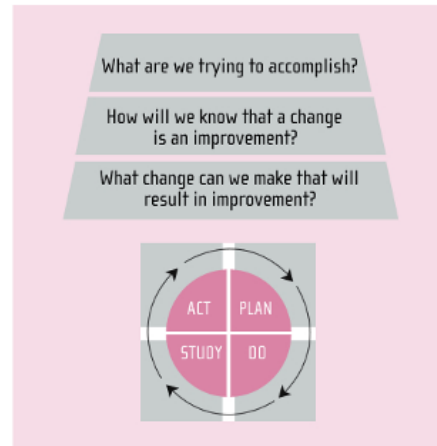 What are we trying to accomplish?
How will we know that a change
is an improvement?
What change can we make that will
result in improvement?
ACT PLAN
STUDY DO